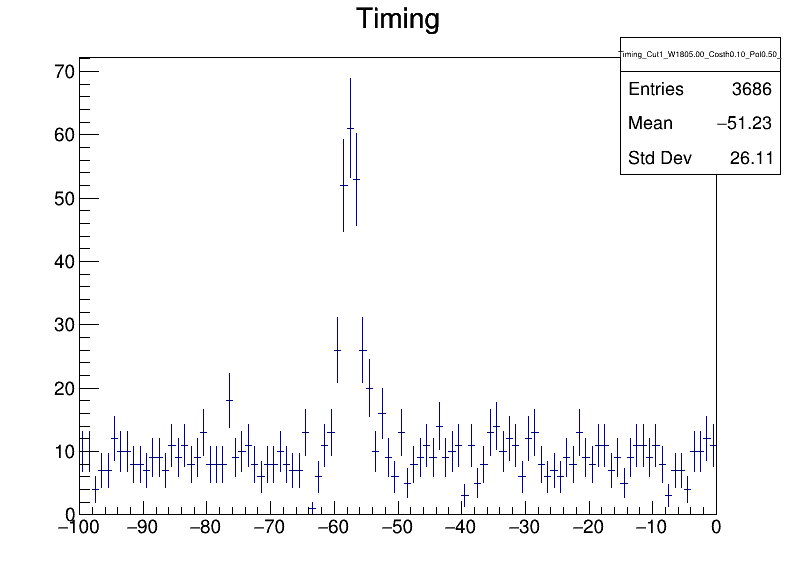 Timing
Timing_Cut1_W1805.00_Costh0.10_Pol0.50_
Entries 3686
Mean −51.23
Std Dev 26.11
70
60
50
40
30
20
10
0
−100 −90 −80 −70 −60 −50 −40 −30 −20 −10 0